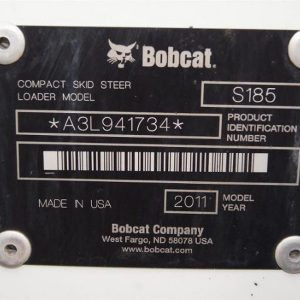 Bobcat.
COMPACT SKID STEER
LOADER MODEL
S185
*A3L941734*
PRODUCT
IDENTIFICATION
NUMBER
MADE IN USA
2011
MODEL
YEAR
Bobcat Company
West Fargo, ND 58078 USA
www.bobcat.com